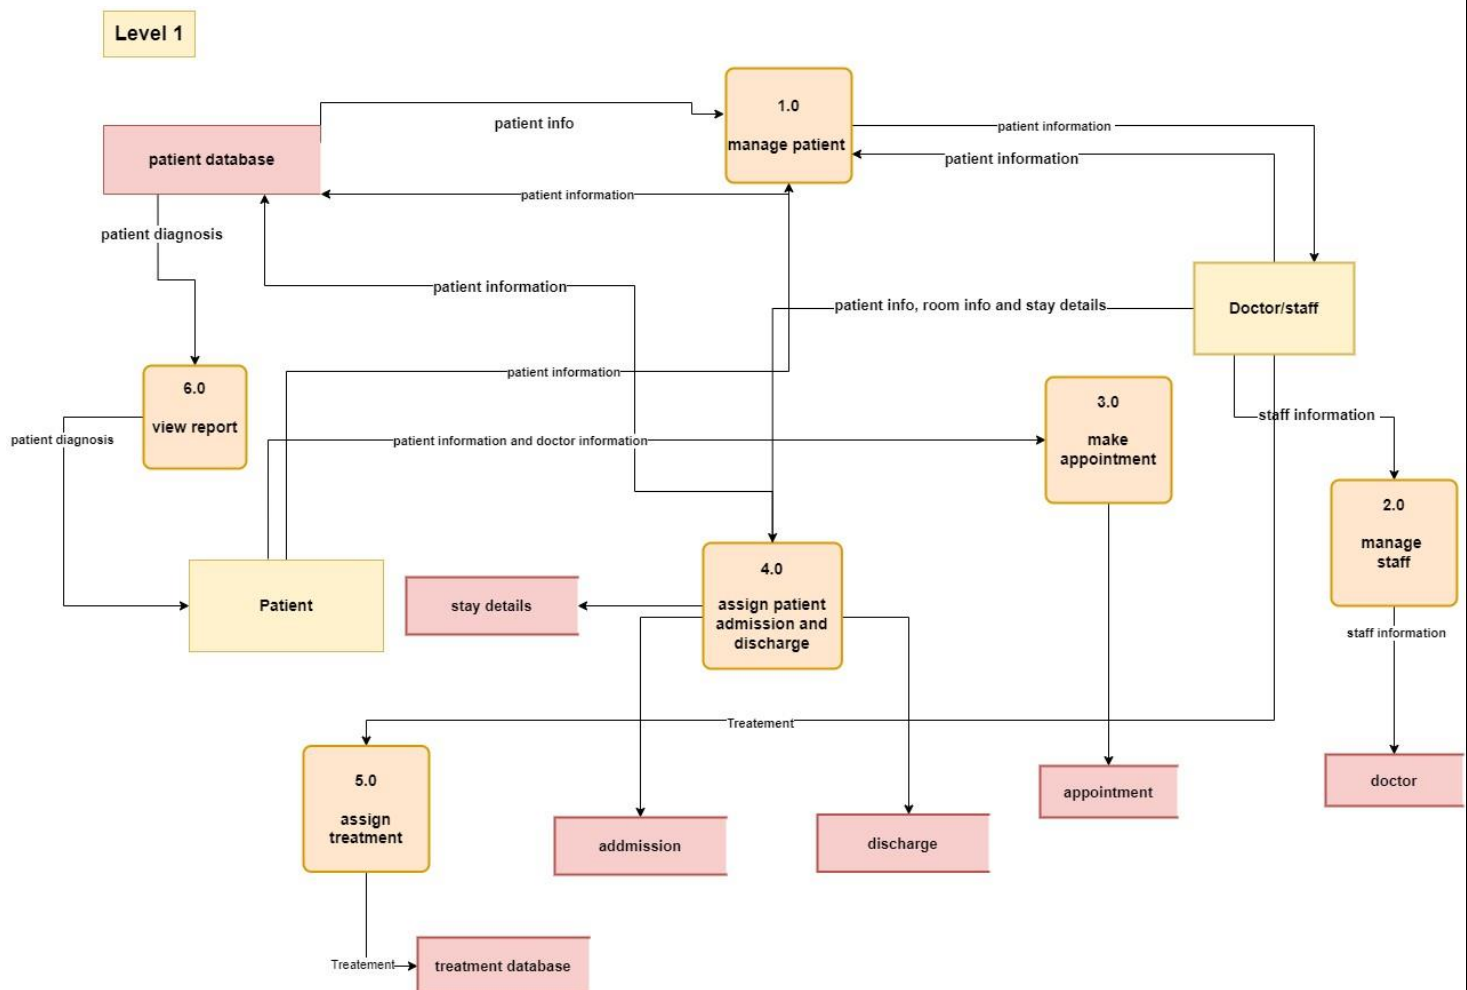 Level 1
1.0
manage patient
patient info
patient information
patient database
patient information
patient information
patient diagnosis
patient information
patient info, room info and stay details
Doctor/staff
6.0
view report
patient information
3.0
make
appointment
staff information
patient diagnosis
patient information and doctor information
2.0
manage
staff
4.0
assign patient
admission and
discharge
Patient
stay details
staff information
Treatement
5.0
assign
treatment
doctor
appointment
addmission
discharge
Treatement
treatment database